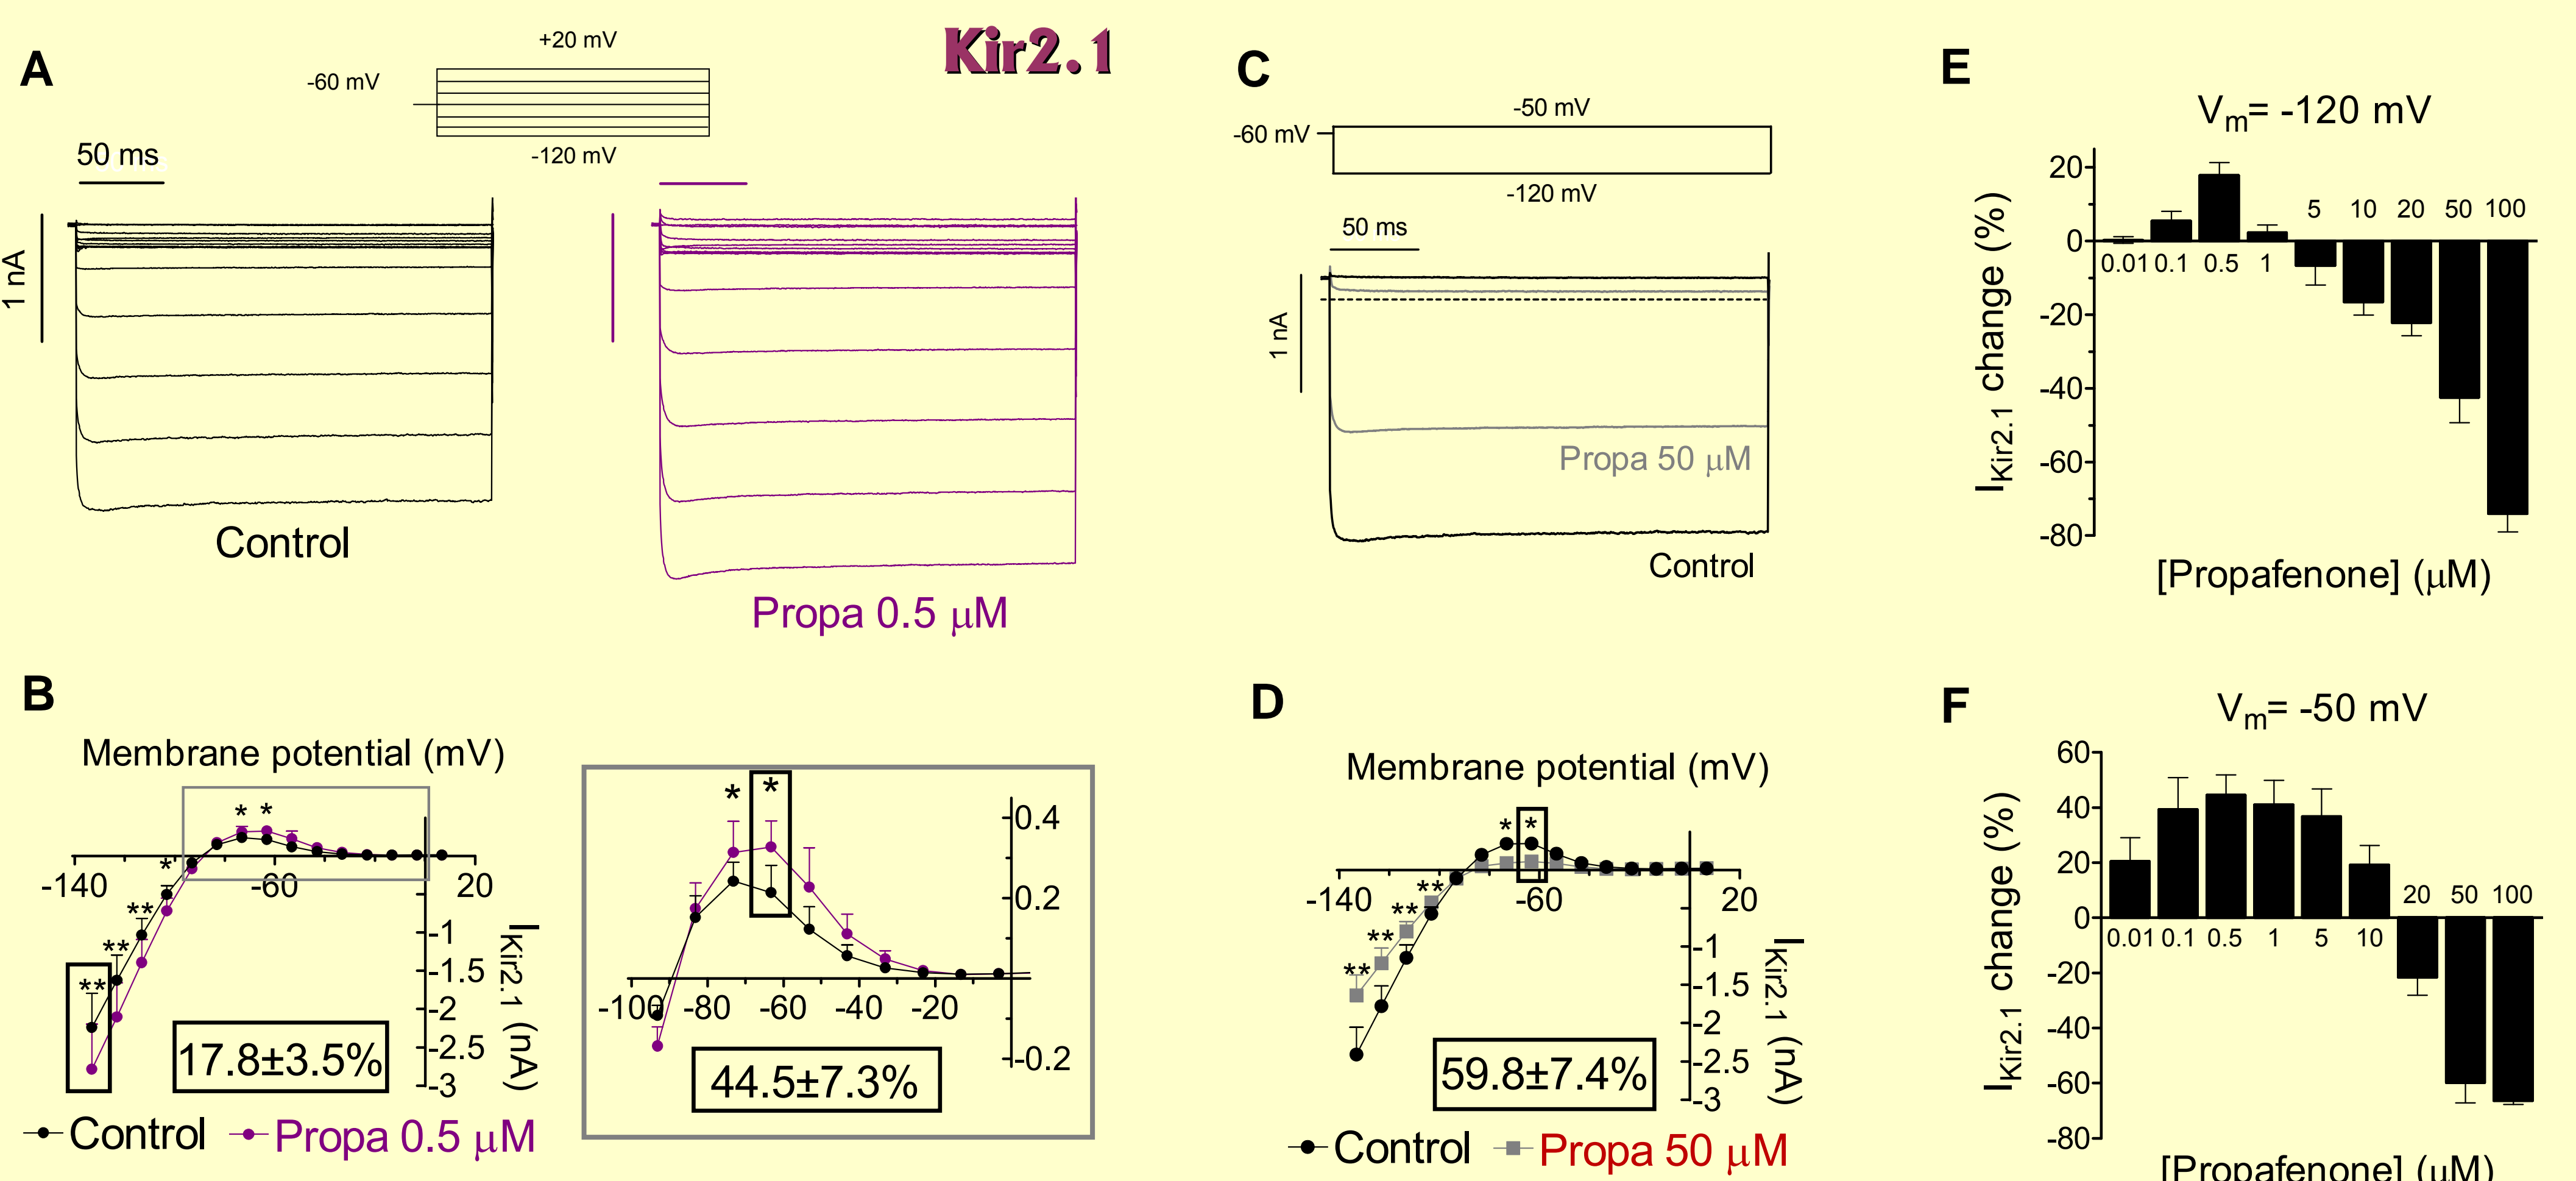 Kir2.1
A
+20 mV
-60 mV
-120 mV
50 ms
1 nA
Control
Propa 0.5 μM
B
Membrane potential (mV)
* *
*
**
**
**
-140
-60
20
-1
-1.5
-2
-2.5
-3
IKir2.1 (nA)
17.8±3.5%
Control
Propa 0.5 μM
* *
0.4
0.2
-0.2
-100
-80
-60
-40
-20
44.5±7.3%
C
-50 mV
-60 mV
-120 mV
50 ms
1 nA
Propa 50 μM
Control
D
Membrane potential (mV)
* *
**
**
**
**
-140
-60
20
-1
-1.5
-2
-2.5
-3
IKir2.1 (nA)
59.8±7.4%
Control
Propa 50 μM
E
Vm= -120 mV
IKir2.1 change (%)
20
0
-20
-40
-60
-80
5 10 20 50 100
0.01 0.1 0.5 1
[Propafenone] (μM)
F
Vm= -50 mV
IKir2.1 change (%)
60
40
20
0
-20
-40
-60
-80
20 50 100
0.01 0.1 0.5 1 5 10
[Propafenone] (μM)